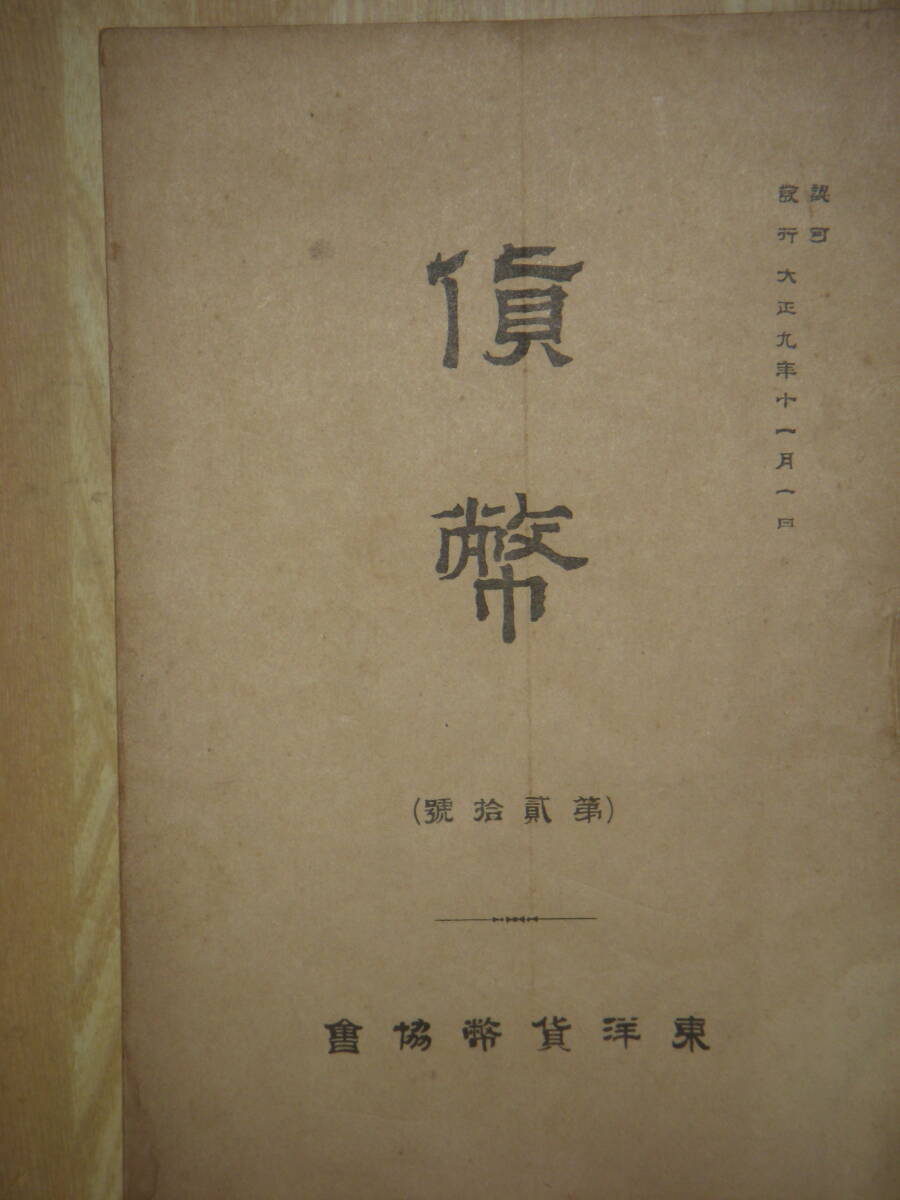 認可
發行 大正九年十一月一日
貨幣
(第貳拾號)
東洋貨幣協會